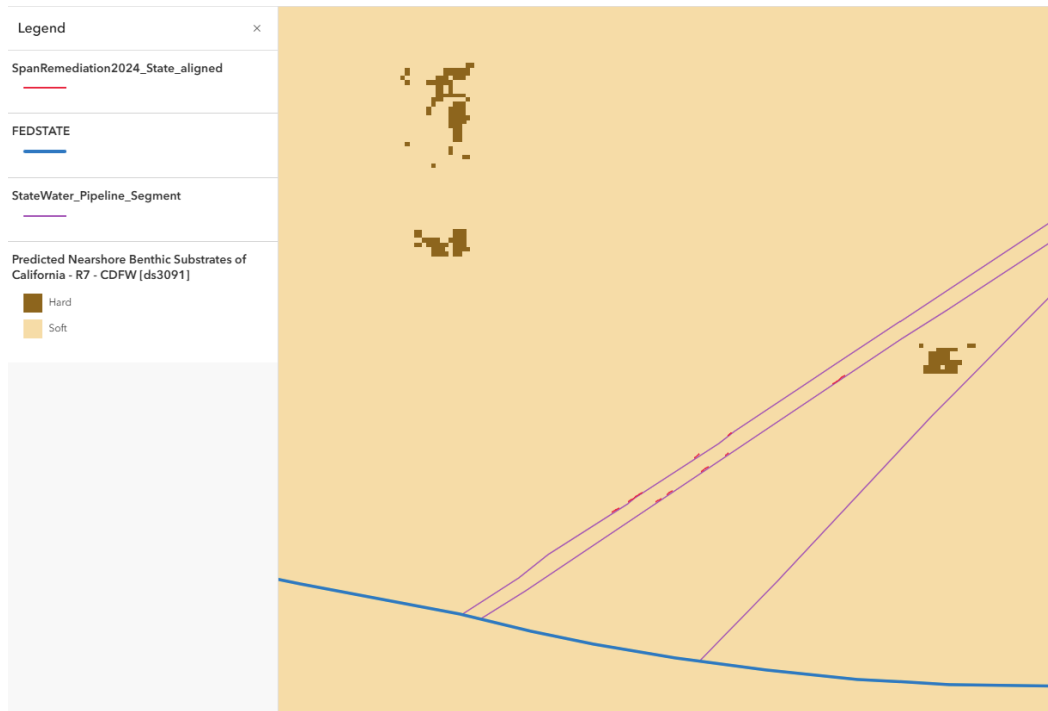 Legend ×
SpanRemediation2024_State_aligned
FEDSTATE
StateWater_Pipeline_Segment
Predicted Nearshore Benthic Substrates of
California - R7 - CDFW [ds3091]
Hard
Soft